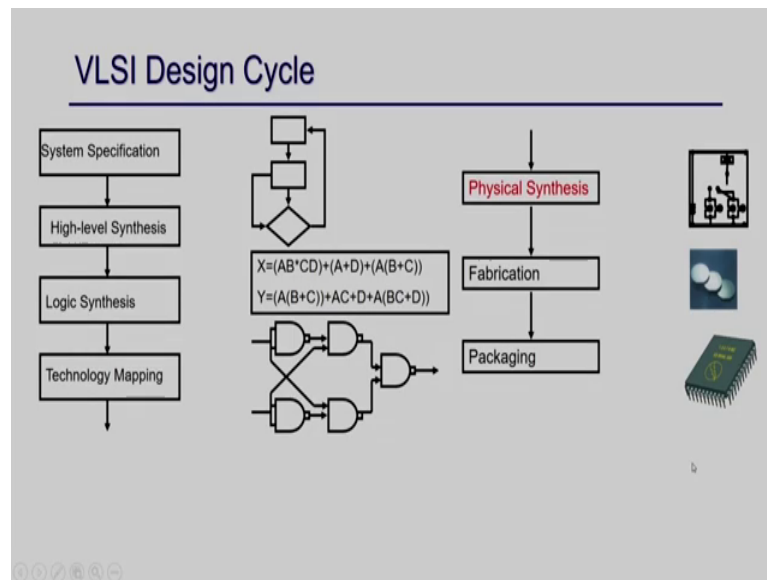 VLSI Design Cycle
System Specification
High-level Synthesis
Logic Synthesis
Technology Mapping
X=(AB*CD)+(A+D)+(A(B+C))
Y=(A(B+C))+AC+D+A(BC+D))
Physical Synthesis
Fabrication
Packaging